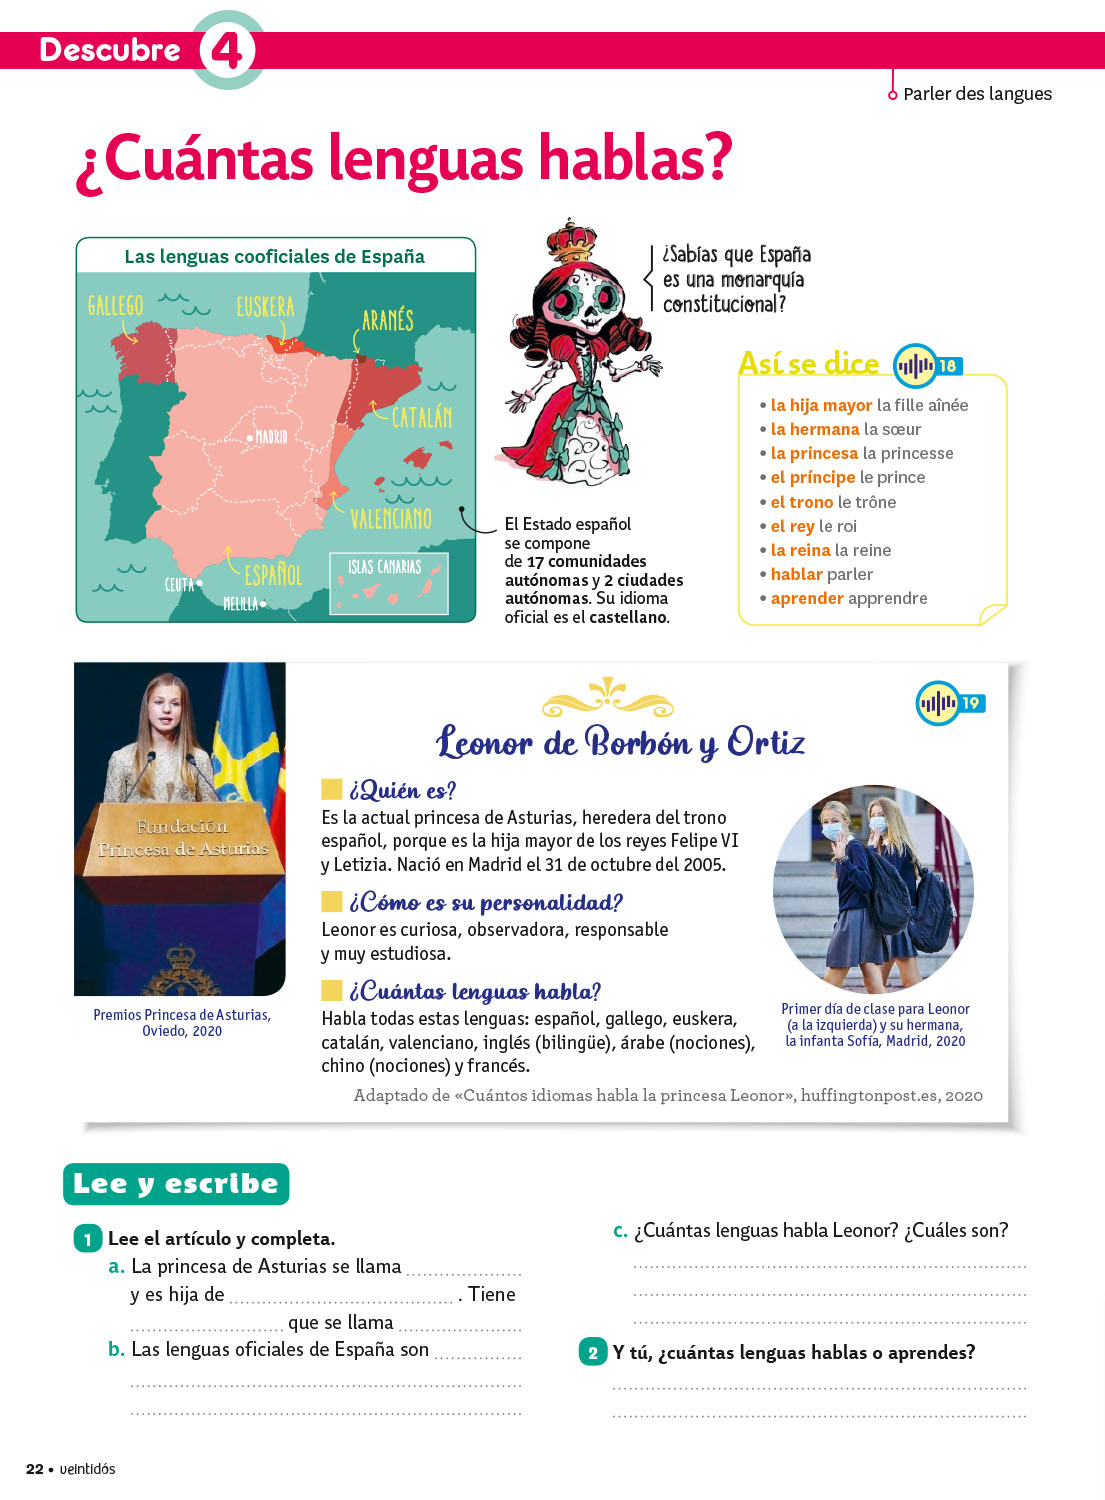 Descubre 4
Parler des langues
¿Cuántas lenguas hablas?
Las lenguas cooficiales de España
GALLEGO
EUSKERA
ARANÉS
CATALÁN
MADRID
VALENCIANO
ESPAÑOL
CEUTA
MELILLA
ISLAS CANARIAS
¿Sabías que España
es una monarquía
constitucional?
El Estado español
se compone
de 17 comunidades
autónomas y 2 ciudades
autónomas. Su idioma
oficial es el castellano.
Así se dice
18
• la hija mayor la fille aînée
• la hermana la sœur
• la princesa la princesse
• el príncipe le prince
• el trono le trône
• el rey le roi
• la reina la reine
• hablar parler
• aprender apprendre
Fundación
Princesa de Asturias
Premios Princesa de Asturias,
Oviedo, 2020
19
Leonor de Borbón y Ortiz
¿Quién es?
Es la actual princesa de Asturias, heredera del trono
español, porque es la hija mayor de los reyes Felipe VI
y Letizia. Nació en Madrid el 31 de octubre del 2005.
¿Cómo es su personalidad?
Leonor es curiosa, observadora, responsable
y muy estudiosa.
¿Cuántas lenguas habla?
Habla todas estas lenguas: español, gallego, euskera,
catalán, valenciano, inglés (bilingüe), árabe (nociones),
chino (nociones) y francés.
Primer día de clase para Leonor
(a la izquierda) y su hermana,
la infanta Sofía, Madrid, 2020
Adaptado de «Cuántos idiomas habla la princesa Leonor», huffingtonpost.es, 2020
Lee y escribe
1 Lee el artículo y completa.
a. La princesa de Asturias se llama ....................
y es hija de ........................................ . Tiene
........................... que se llama ......................
b. Las lenguas oficiales de España son ................
......................................................................
......................................................................
c. ¿Cuántas lenguas habla Leonor? ¿Cuáles son?
......................................................................
......................................................................
......................................................................
2 Y tú, ¿cuántas lenguas hablas o aprendes?
......................................................................
......................................................................
22 • veintidós